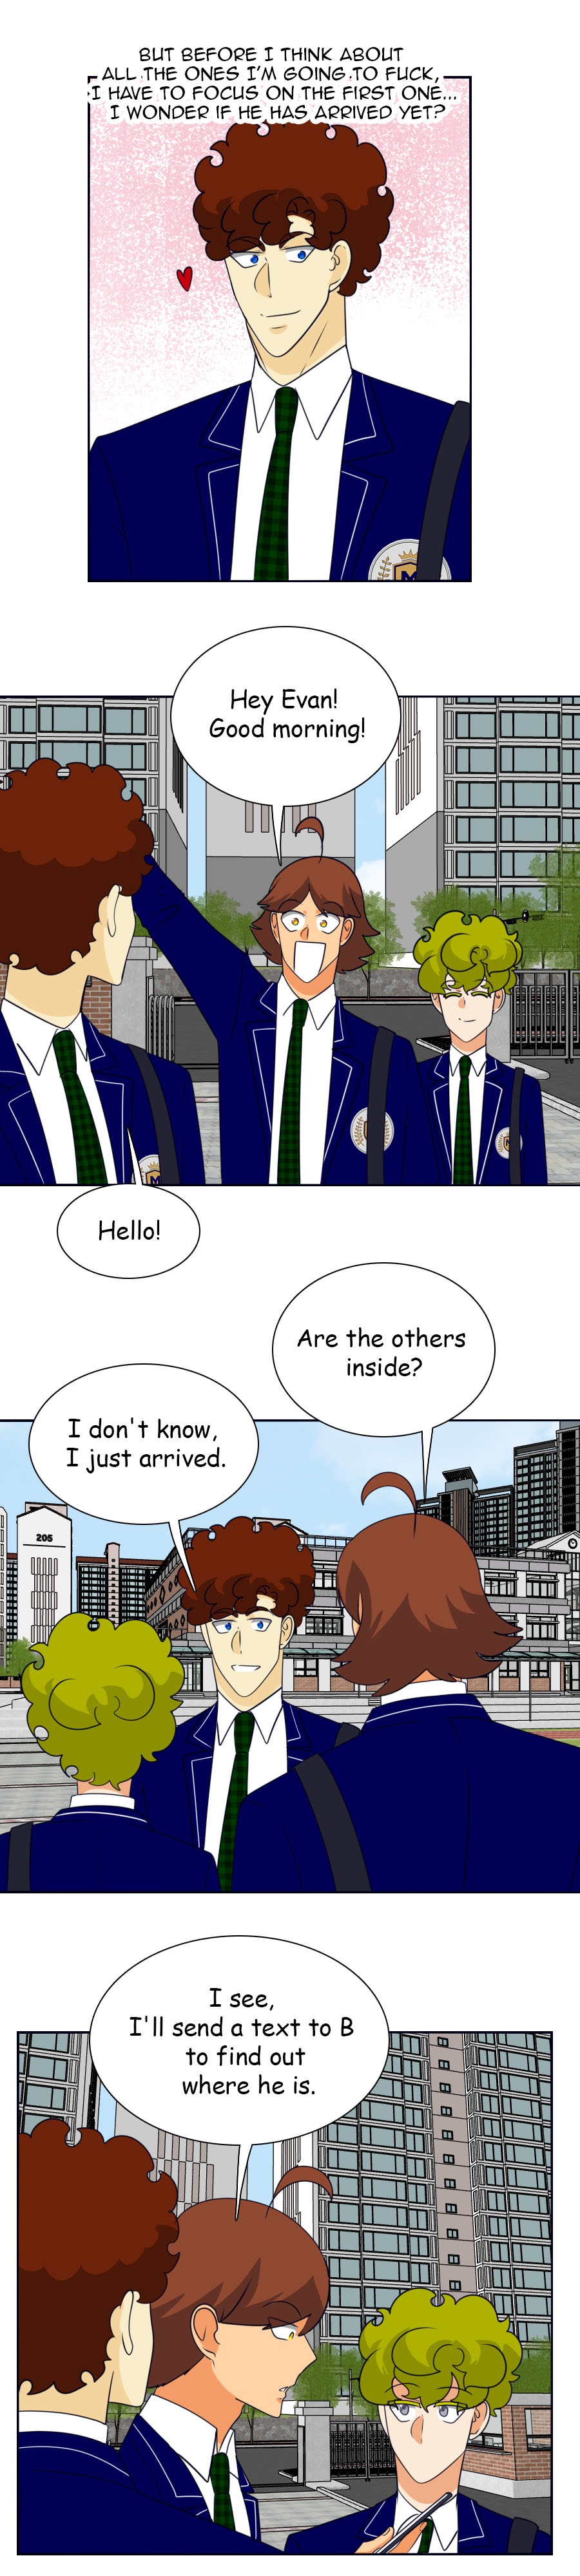 BUT BEFORE I THINK ABOUT
ALL THE ONES I'M GOING TO FUCK,
I HAVE TO FOCUS ON THE FIRST ONE...
I WONDER IF HE HAS ARRIVED YET?
M
Hey Evan!
Good morning!
Hello!
Are the others
inside?
I don't know,
I just arrived.
205
I see,
I'll send a text to B
to find out
where he is.